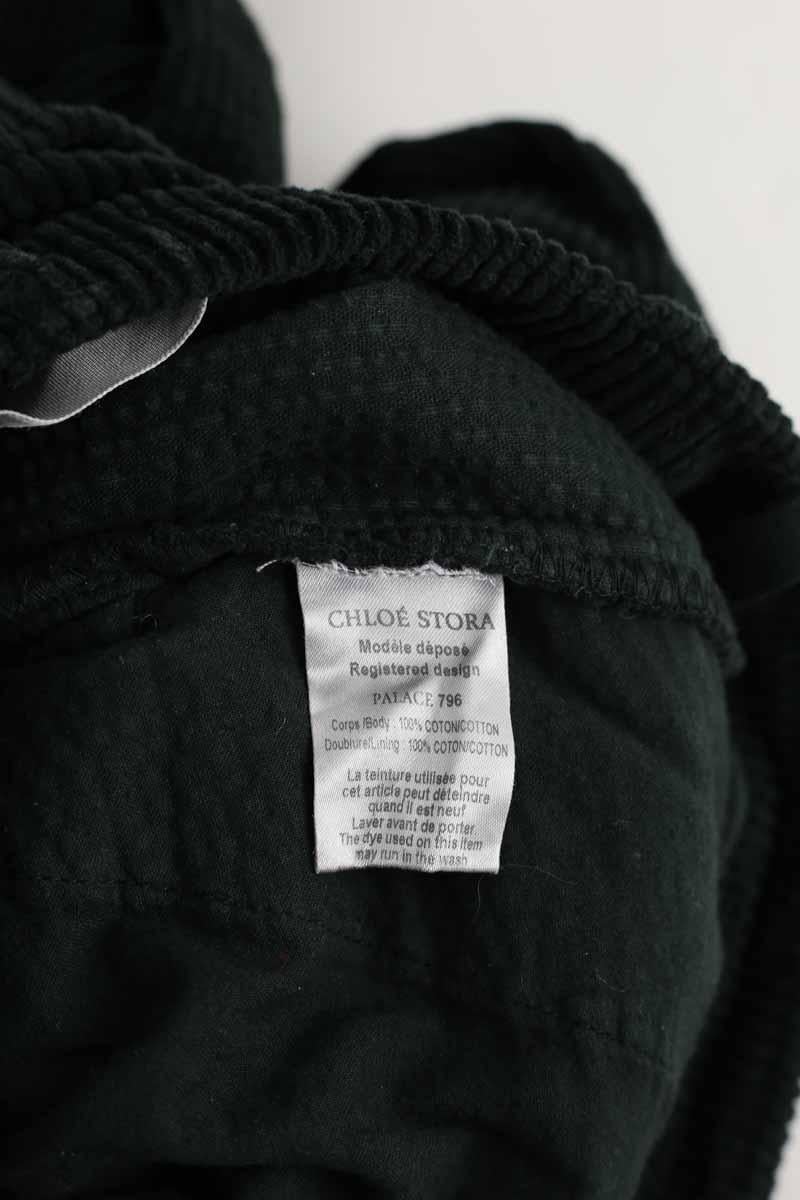 CHLOÉ STORA
Modèle déposé
Registered design
PALACE 796
Corps /Body : 100% COTON/COTTON
Doublure/Lining : 100% COTON/COTTON
La teinture utilisée pour
cet article peut déteindre
quand il est neuf
Laver avant de porter.
The dye used on this item
may run in the wash